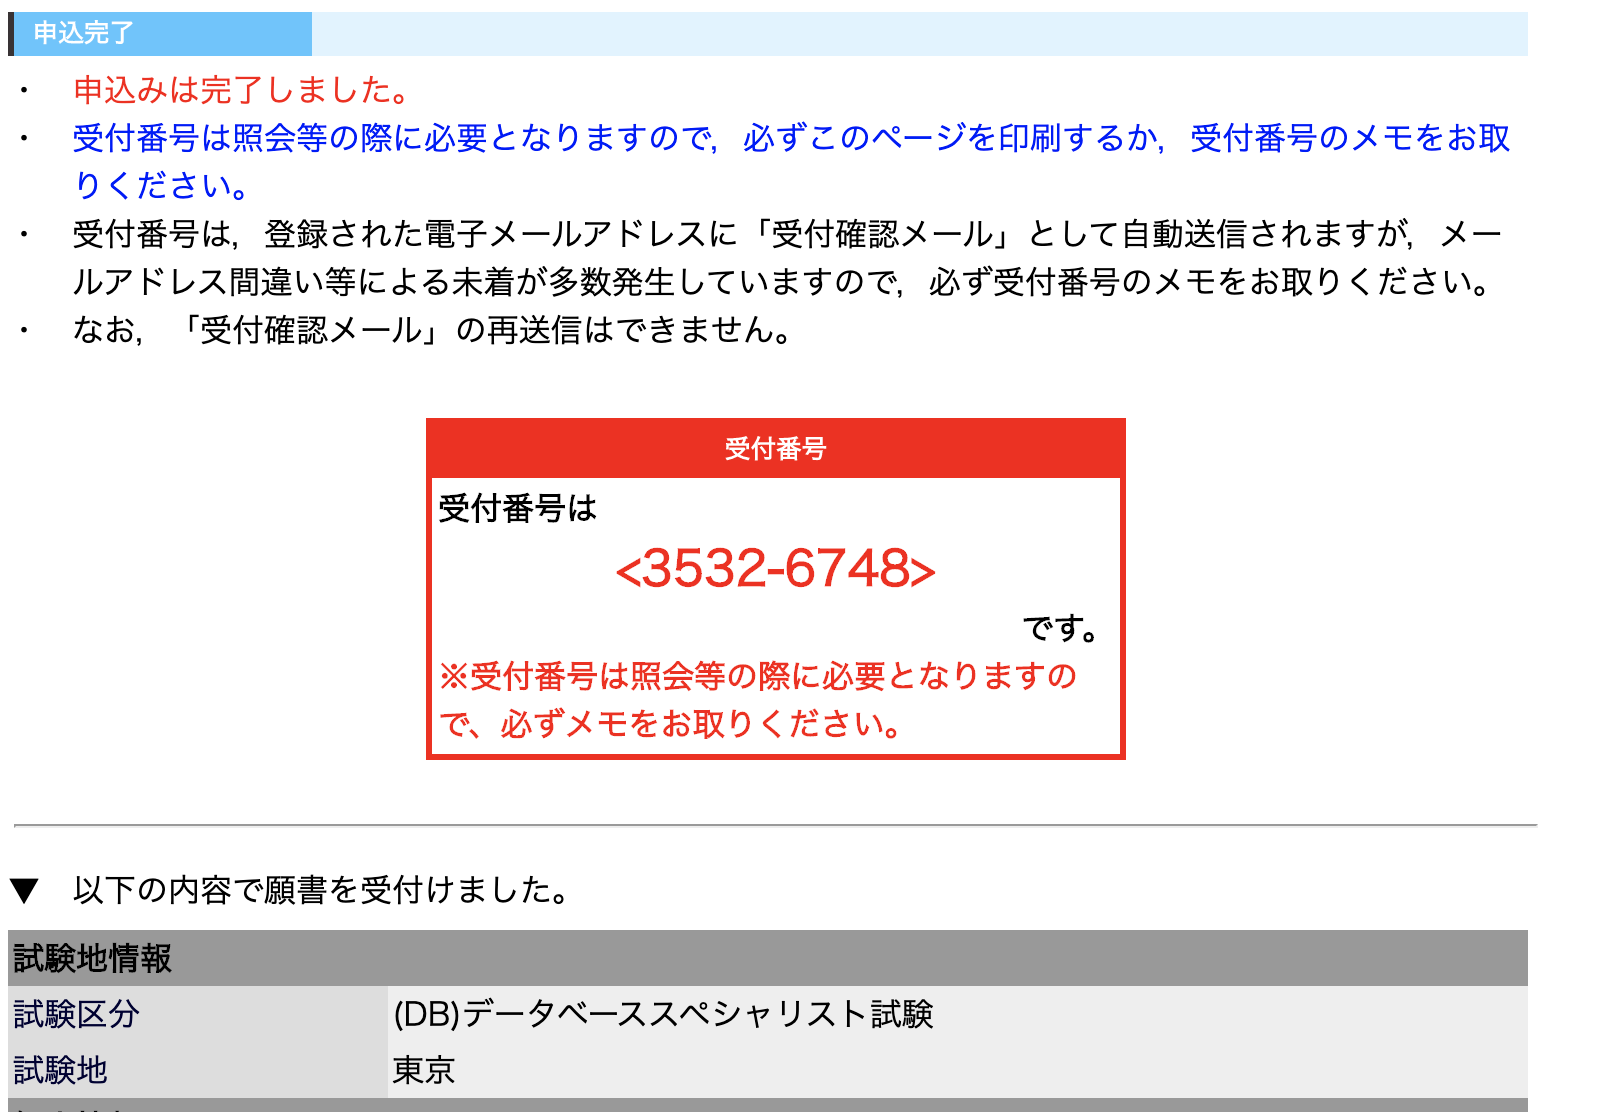 申込完了
・ 申込みは完了しました。
・ 受付番号は照会等の際に必要となりますので，必ずこのページを印刷するか，受付番号のメモをお取
りください。
・ 受付番号は，登録された電子メールアドレスに「受付確認メール」として自動送信されますが，メー
ルアドレス間違い等による未着が多数発生していますので，必ず受付番号のメモをお取りください。
・ なお，「受付確認メール」の再送信はできません。
受付番号
受付番号は
<3532-6748>
です。
※受付番号は照会等の際に必要となりますの
で、必ずメモをお取りください。
▼ 以下の内容で願書を受付けました。
試験地情報
試験区分 (DB)データベーススペシャリスト試験
試験地 東京